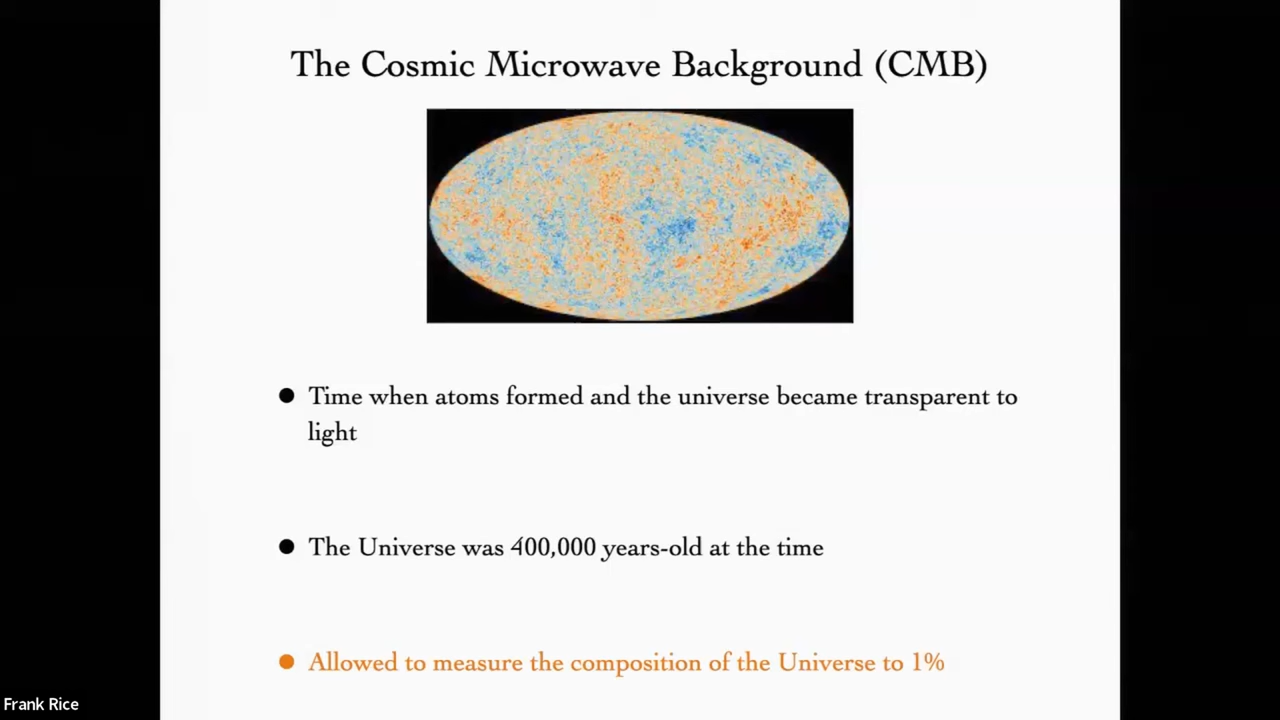 The Cosmic Microwave Background (CMB)
● Time when atoms formed and the universe became transparent to
light
● The Universe was 400,000 years-old at the time
● Allowed to measure the composition of the Universe to 1%
Frank Rice